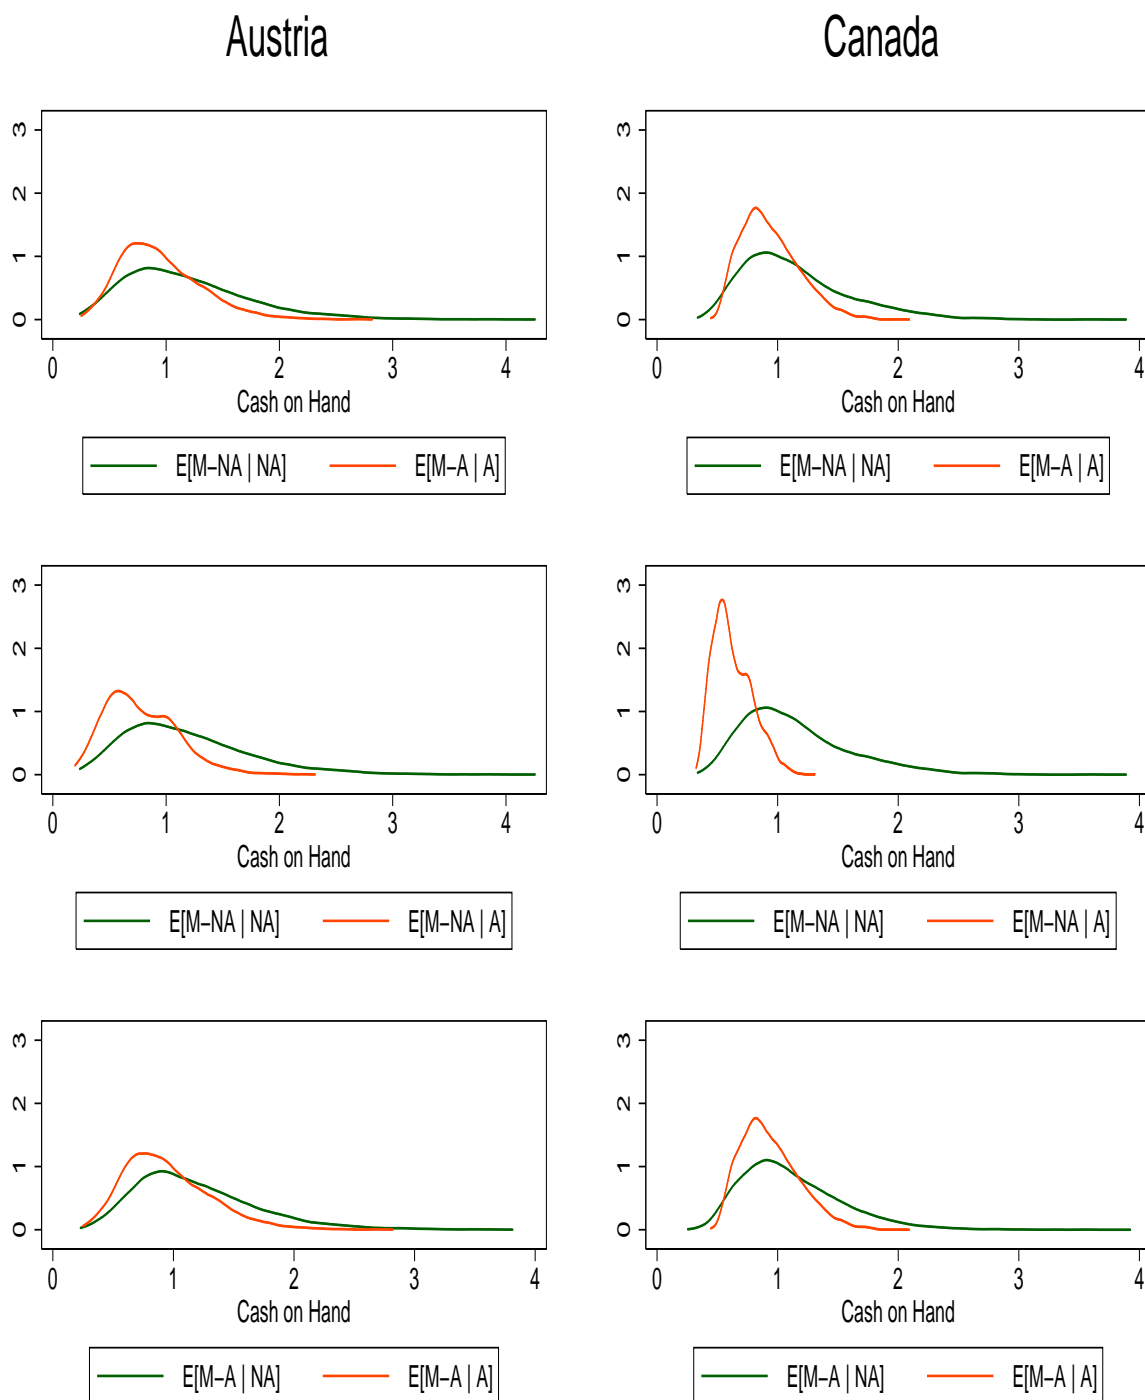 Austria
Canada
3
2
1
0
0 1 2 3 4
Cash on Hand
E[M–NA | NA] E[M–A | A]
3
2
1
0
0 1 2 3 4
Cash on Hand
E[M–NA | NA] E[M–A | A]
3
2
1
0
0 1 2 3 4
Cash on Hand
E[M–NA | NA] E[M–NA | A]
3
2
1
0
0 1 2 3 4
Cash on Hand
E[M–NA | NA] E[M–NA | A]
3
2
1
0
0 1 2 3 4
Cash on Hand
E[M–A | NA] E[M–A | A]
3
2
1
0
0 1 2 3 4
Cash on Hand
E[M–A | NA] E[M–A | A]